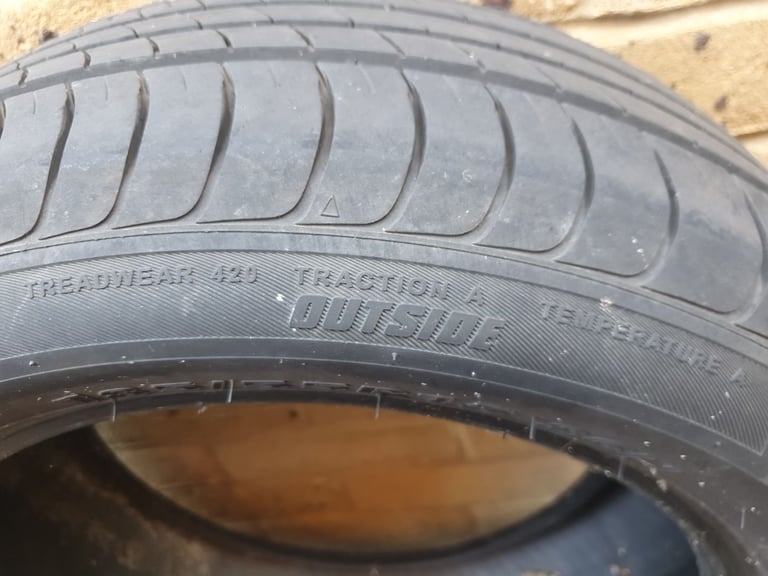 TREADWEAR 420 TRACTION A TEMPERATURE A
OUTSIDE